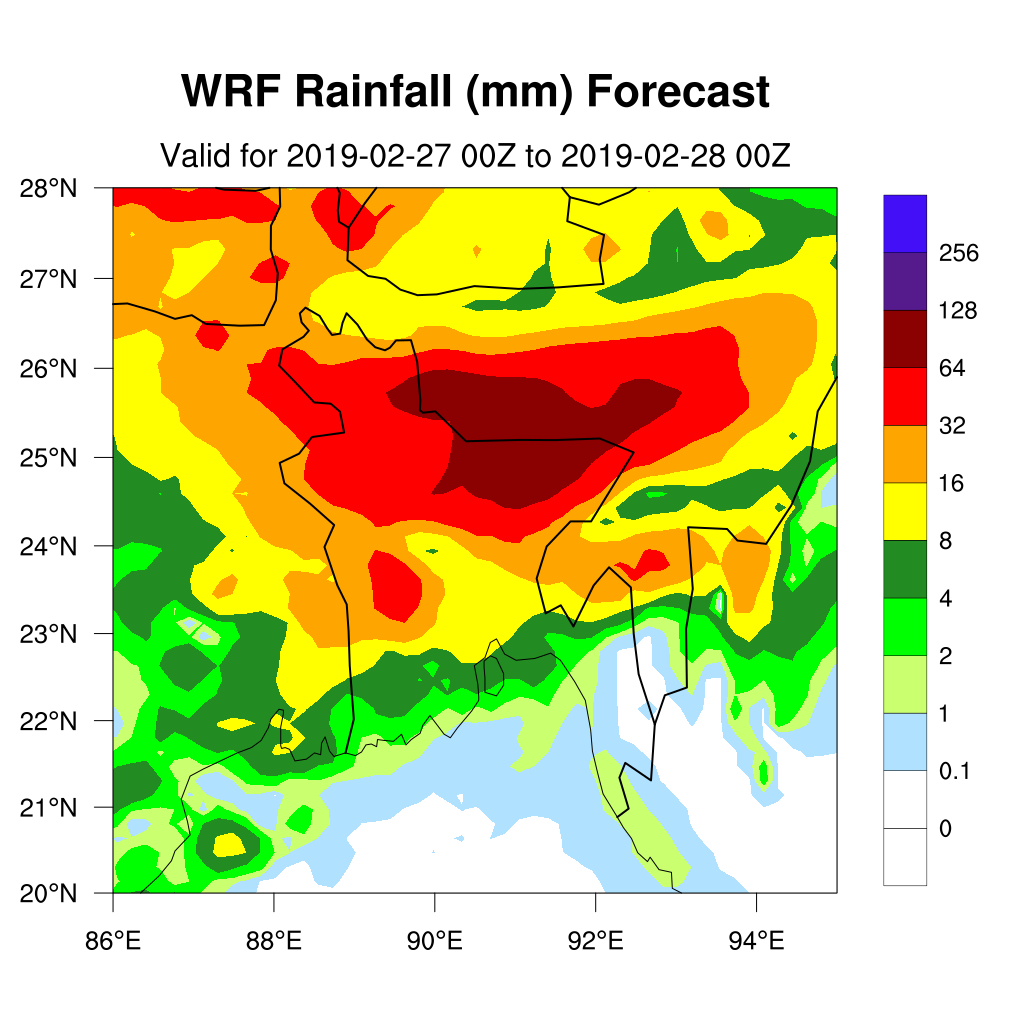 WRF Rainfall (mm) Forecast
Valid for 2019-02-27 00Z to 2019-02-28 00Z
28°N
27°N
26°N
25°N
24°N
23°N
22°N
21°N
20°N
86°E
88°E
90°E
92°E
94°E
256
128
64
32
16
8
4
2
1
0.1
0